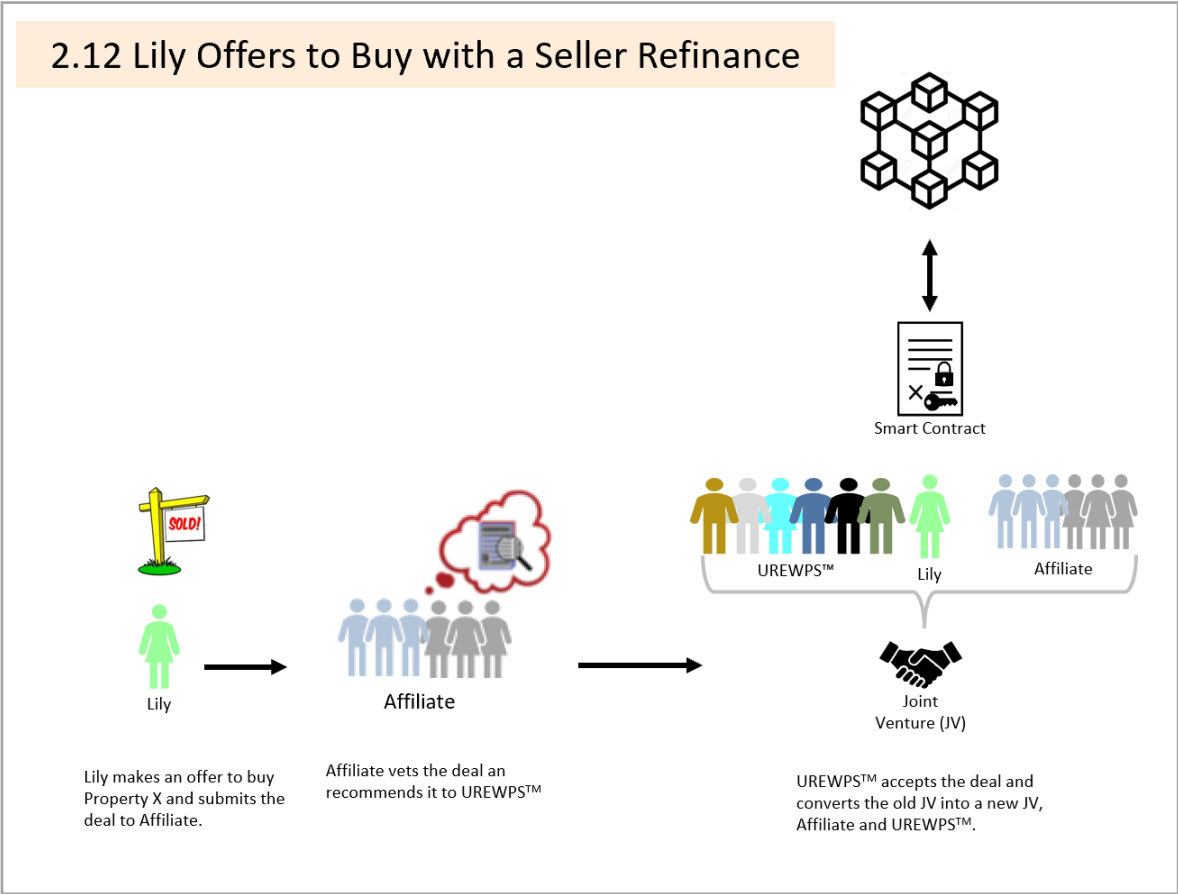 2.12 Lily Offers to Buy with a Seller Refinance
Smart Contract
SOLD!
UREWPS™
Lily
Affiliate
Lily
Affiliate
Joint
Venture (JV)
Lily makes an offer to buy
Property X and submits the
deal to Affiliate.
Affiliate vets the deal an
recommends it to UREWPS™
UREWPS™ accepts the deal and
converts the old JV into a new JV,
Affiliate and UREWPS™.